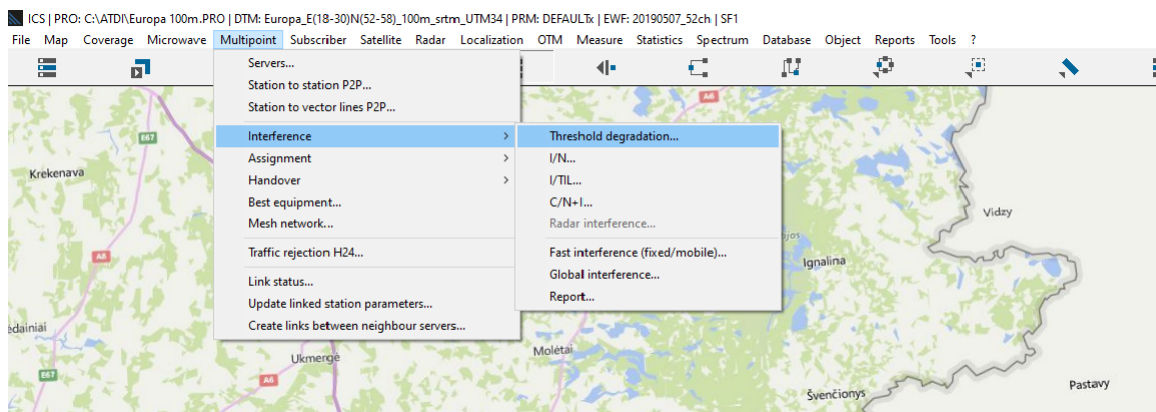 ICS | PRO: C:\ATDI\Europa 100m.PRO | DTM: Europa_E(18-30)N(52-58)_100m_srtm_UTM34 | PRM: DEFAULTx | EWF: 20190507_52ch | SF1
File Map Coverage Microwave Multipoint Subscriber Satellite Radar Localization OTM Measure Statistics Spectrum Database Object Reports Tools ?
Servers...
Station to station P2P...
Station to vector lines P2P...
Interference >
Assignment >
Handover >
Best equipment...
Mesh network...
Traffic rejection H24...
Link status...
Update linked station parameters...
Create links between neighbour servers...
Threshold degradation...
I/N...
I/TIL...
C/N+I...
Radar interference...
Fast interference (fixed/mobile)...
Global interference...
Report...
A6
E67
Krekenava
Vidzy
Ignalina
A8
ėdainiai
Ukmergė
Molėtai
E67
A6
Pastavy
Švenčionys